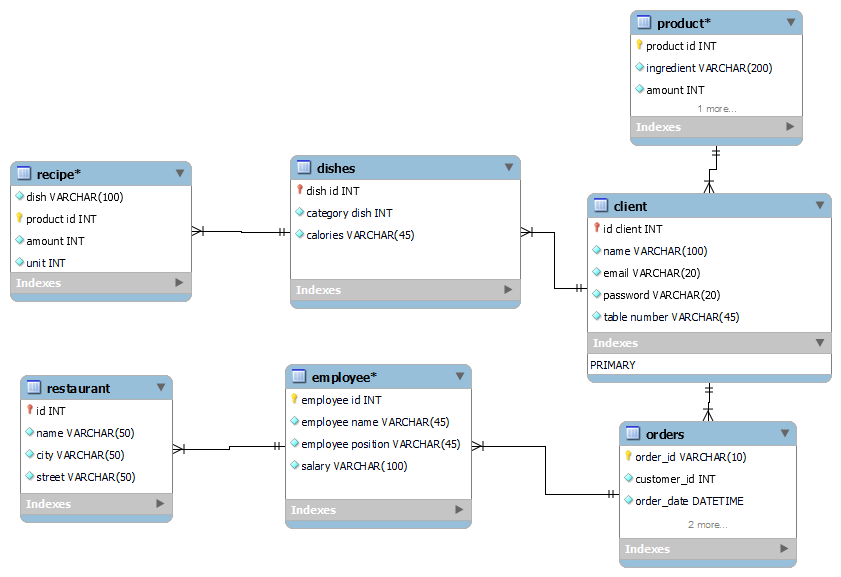 product*
product id INT
ingredient VARCHAR(200)
amount INT
1 more...
Indexes
recipe*
dish VARCHAR(100)
product id INT
amount INT
unit INT
Indexes
dishes
dish id INT
category dish INT
calories VARCHAR(45)
Indexes
client
id client INT
name VARCHAR(100)
email VARCHAR(20)
password VARCHAR(20)
table number VARCHAR(45)
Indexes
PRIMARY
restaurant
id INT
name VARCHAR(50)
city VARCHAR(50)
street VARCHAR(50)
Indexes
employee*
employee id INT
employee name VARCHAR(45)
employee position VARCHAR(45)
salary VARCHAR(100)
Indexes
orders
order_id VARCHAR(10)
customer_id INT
order_date DATETIME
2 more...
Indexes